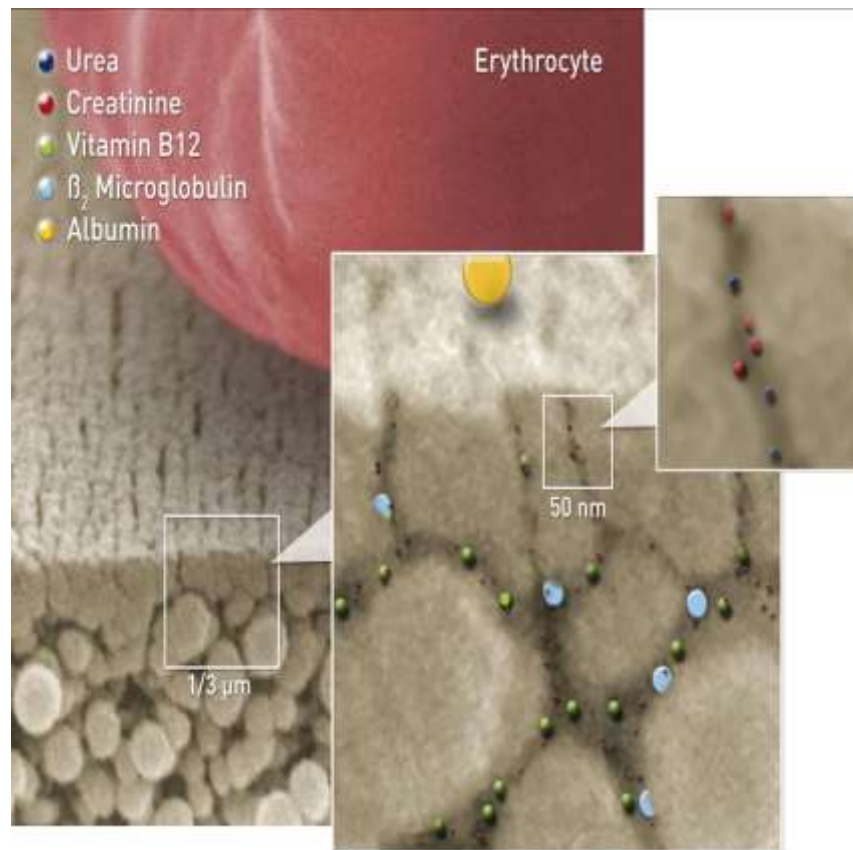 Urea
Creatinine
Vitamin B12
ß₂ Microglobulin
Albumin
Erythrocyte
50 nm
1/3 µm